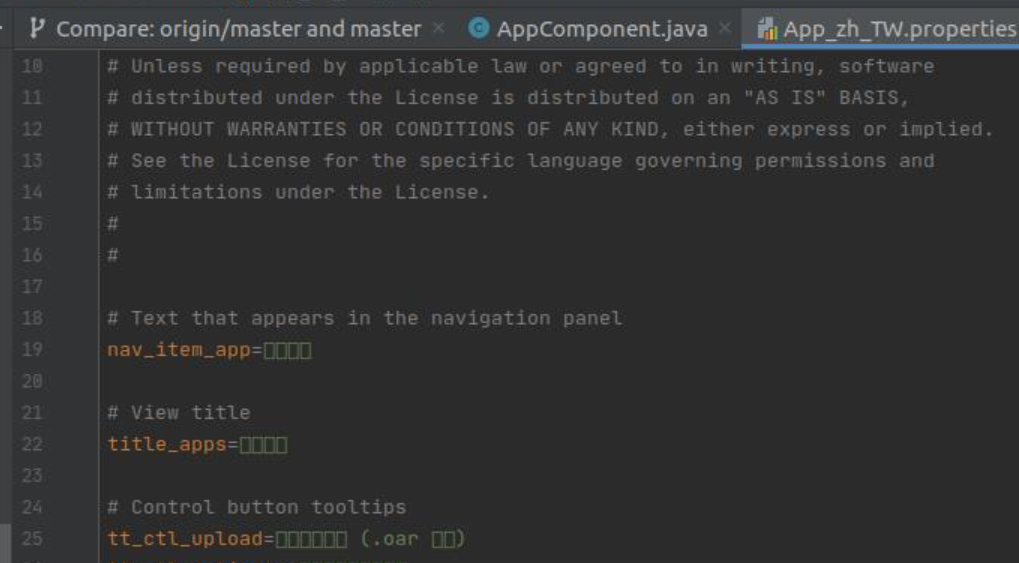 Compare: origin/master and master
AppComponent.java
App_zh_TW.properties
10 # Unless required by applicable law or agreed to in writing, software
11 # distributed under the License is distributed on an "AS IS" BASIS,
12 # WITHOUT WARRANTIES OR CONDITIONS OF ANY KIND, either express or implied.
13 # See the License for the specific language governing permissions and
14 # limitations under the License.
15 #
16 #
17
18 # Text that appears in the navigation panel
19 nav_item_app=□□□□
20
21 # View title
22 title_apps=□□□□
23
24 # Control button tooltips
25 tt_ctl_upload=□□□□□□ (.oar □□)